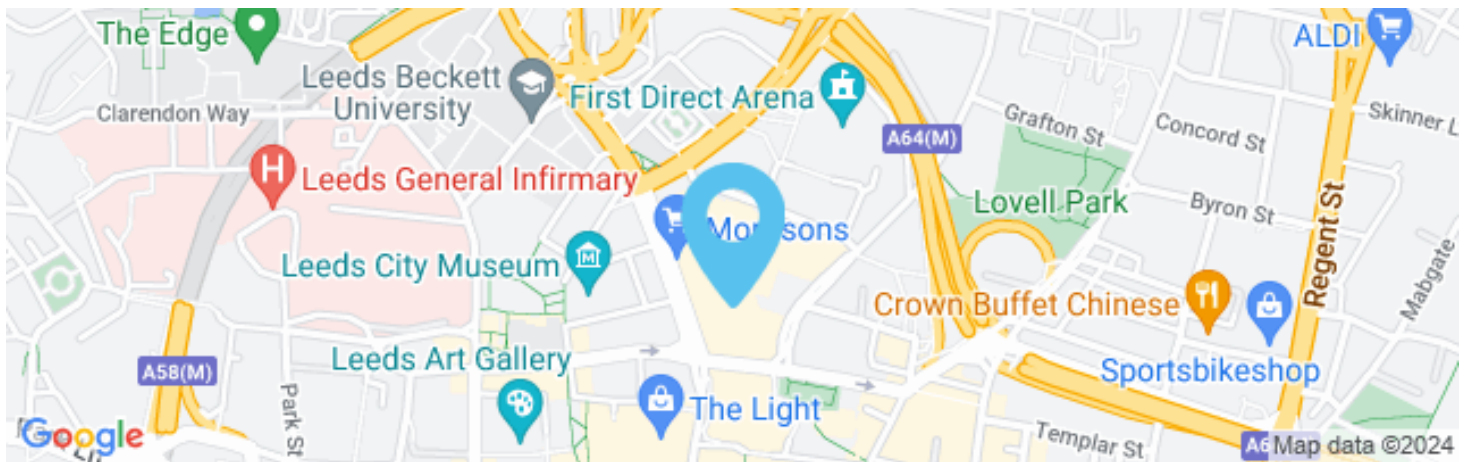 The Edge
ALDI
Leeds Beckett
University
First Direct Arena
Clarendon Way
Grafton St
Concord St
Skinner L
A64(M)
H
Leeds General Infirmary
Lovell Park
Byron St
Regent St
Mabgate
Leeds City Museum
M
Crown Buffet Chinese
Leeds Art Gallery
A58(M)
Park St
Sportsbikeshop
The Light
Templar St
Google
Map data ©2024